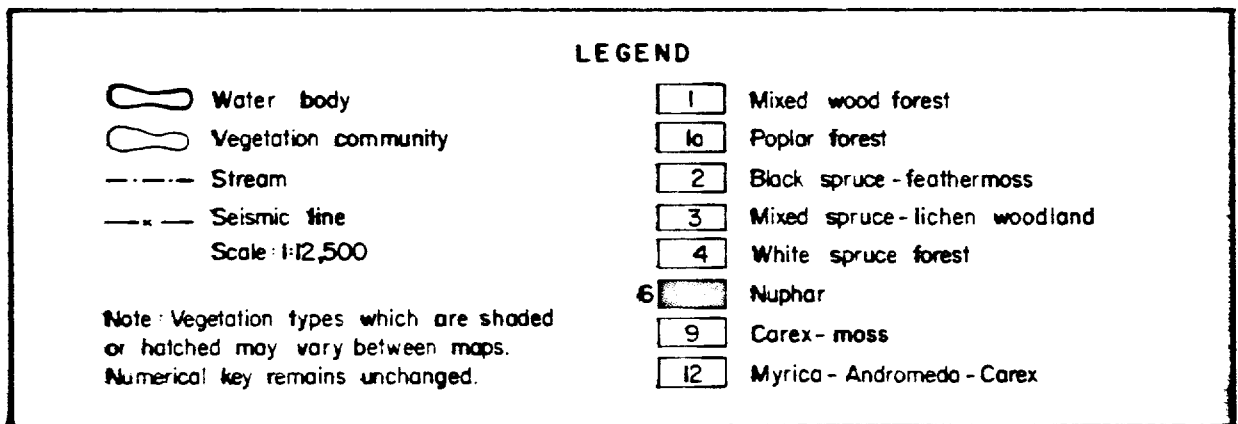 LEGEND
Water body
Vegetation community
Stream
Seismic line
Scale : 1:12,500
Note : Vegetation types which are shaded
or hatched may vary between maps.
Numerical key remains unchanged.
1 Mixed wood forest
1a Poplar forest
2 Black spruce - feathermoss
3 Mixed spruce - lichen woodland
4 White spruce forest
6 Nuphar
9 Carex - moss
12 Myrica - Andromeda - Carex